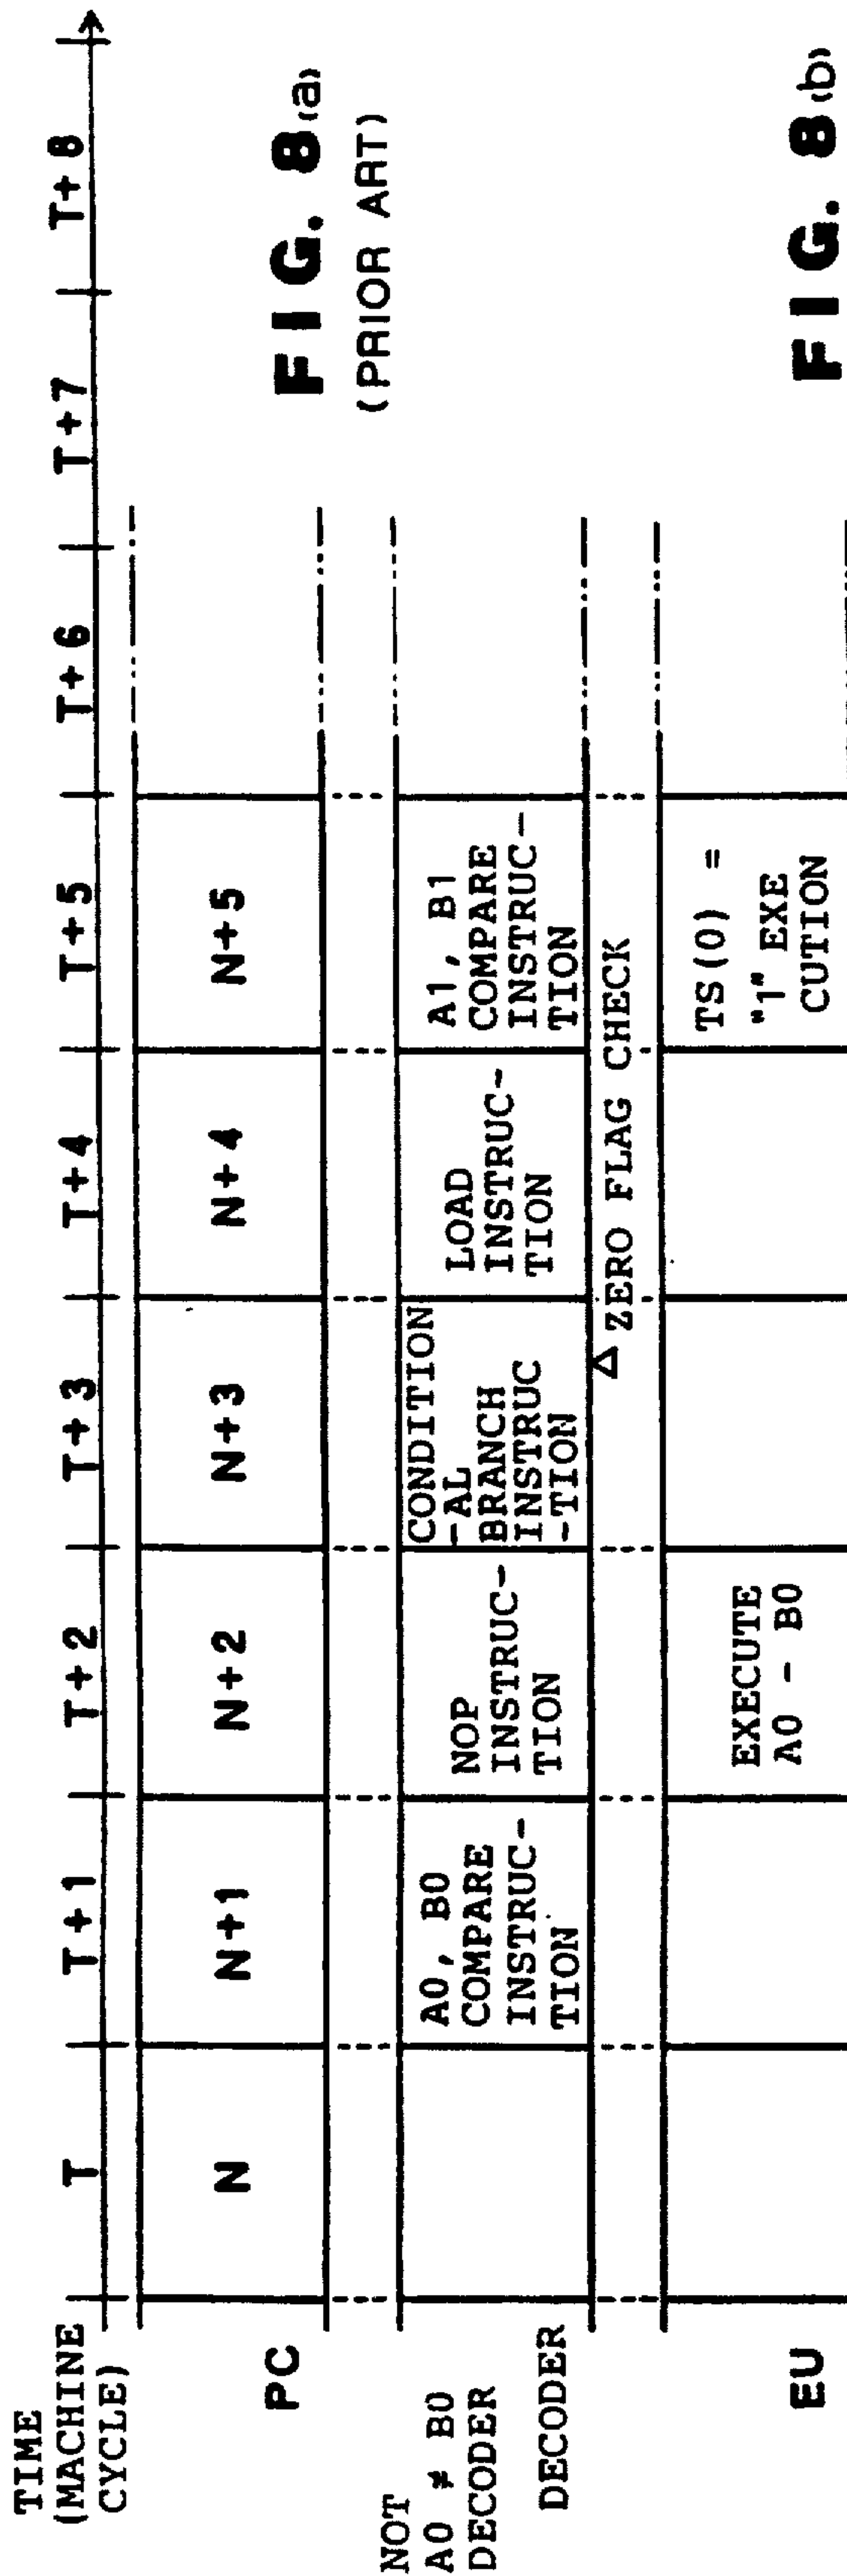 TIME
(MACHINE
CYCLE)
T
T+1
T+2
T+3
T+4
T+5
T+6
T+7
T+8
PC
N
N+1
N+2
N+3
N+4
N+5
FIG. 8(a)
(PRIOR ART)
NOT
A0 ≠ B0
DECODER
DECODER
A0, B0
COMPARE
INSTRUC-
TION
NOP
INSTRUC-
TION
CONDITION
-AL
BRANCH
INSTRUC
-TION
LOAD
INSTRUC-
TION
A1, B1
COMPARE
INSTRUC-
TION
Δ ZERO FLAG CHECK
EU
EXECUTE
A0 - B0
TS(0) =
"1" EXE
CUTION
FIG. 8(b)